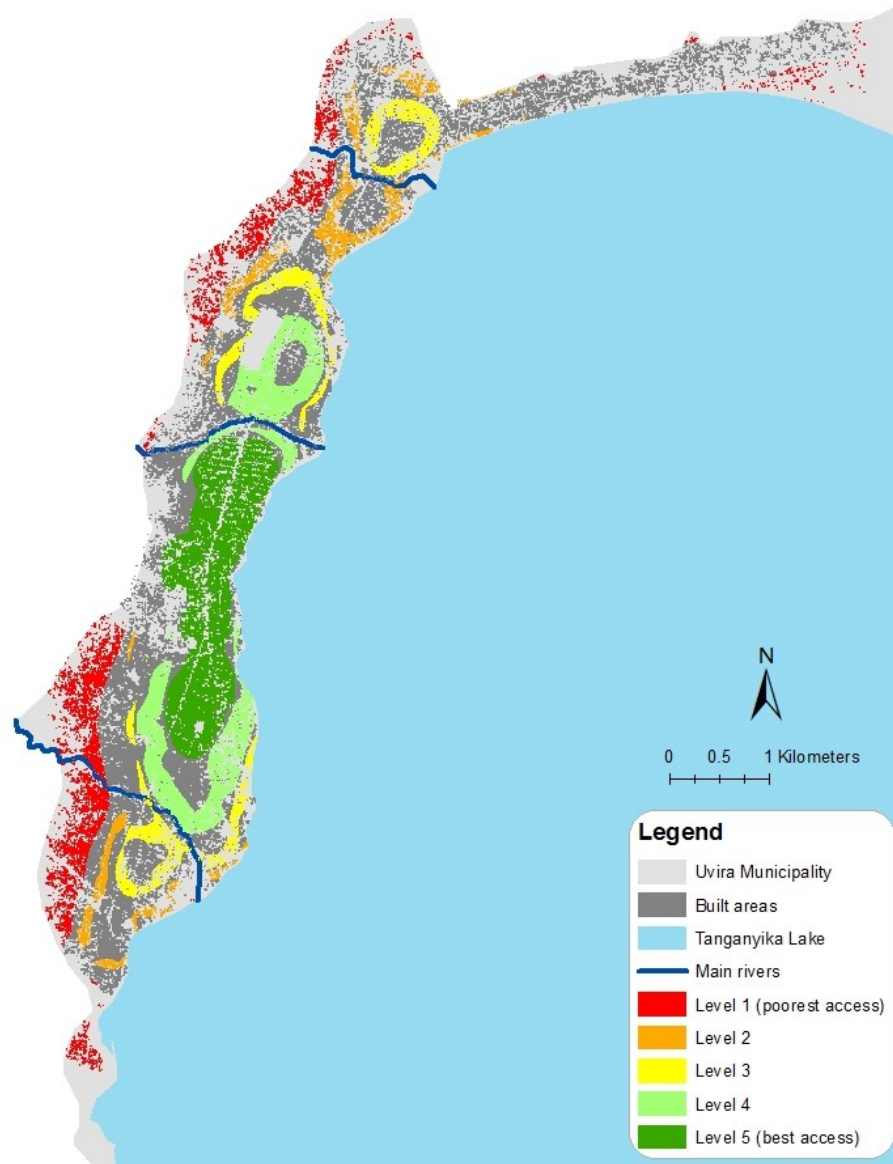 N
0 0.5 1 Kilometers
Legend
Uvira Municipality
Built areas
Tanganyika Lake
Main rivers
Level 1 (poorest access)
Level 2
Level 3
Level 4
Level 5 (best access)